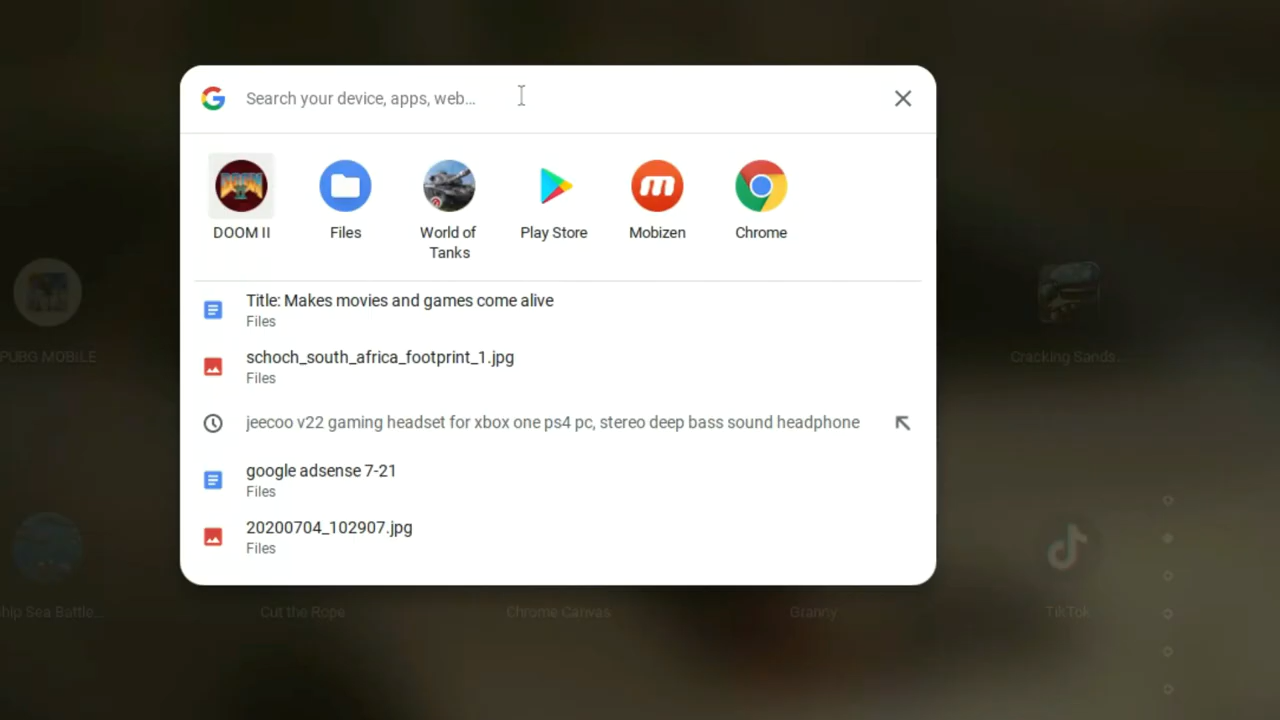 Search your device, apps, web...
DOOM II
Files
World of
Tanks
Play Store
Mobizen
Chrome
Title: Makes movies and games come alive
Files
schoch_south_africa_footprint_1.jpg
Files
jeecoo v22 gaming headset for xbox one ps4 pc, stereo deep bass sound headphone
google adsense 7-21
Files
20200704_102907.jpg
Files
PUBG MOBILE
Cracking Sands...
hip Sea Battle...
Cut the Rope
Chrome Canvas
Granny
TikTok